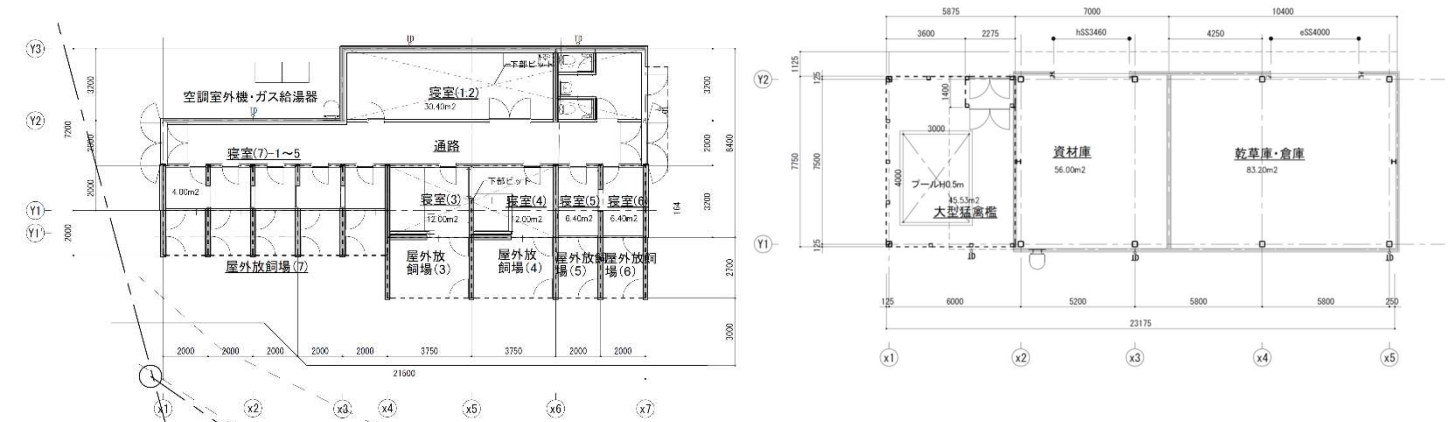 Y3
UP
UP
下部ピット
3200
空調室外機・ガス給湯器
寝室(1.2)
30.40m2
3200
UP
Y2
7200
寝室(7)-1～5
通路
2000
6400
2000
4.00m2
下部ピット
寝室(3)
寝室(4)
寝室(5)
寝室(6)
12.00m2
12.00m2
6.40m2
6.40m2
164
3200
Y1
Y1'
2000
屋外放飼場(7)
屋外放
飼場(3)
屋外放
飼場(4)
屋外放飼
場(5)
屋外放飼
場(6)
2700
3000
2000
2000
2000
2000
2000
3750
3750
2000
2000
21500
x1
x2
x3
x4
x5
x6
x7
5875
7000
10400
3600
2275
hSS3460
4250
eSS4000
1125
Y2
125
1400
3000
7750
7500
4000
プールH0.5m
45.53m2
大型猛禽檻
資材庫
56.00m2
乾草庫・倉庫
83.20m2
Y1
125
125
6000
5200
5800
5800
250
23175
x1
x2
x3
x4
x5